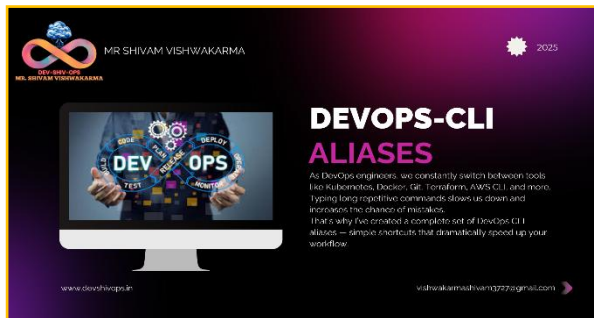 MR SHIVAM VISHWAKARMA
2025
DEV-SHIV-OPS
MR. SHIVAM VISHWAKARMA
DEVOPS-CLI
ALIASES
CODE
PLAN
RELEASE
DEPLOY
BUILD
DEV
OPS
TEST
MONITOR
As DevOps engineers, we constantly switch between tools
like Kubernetes, Docker, Git, Terraform, AWS CLI, and more.
Typing long repetitive commands slows us down and
increases the chance of mistakes.
That's why I've created a complete set of DevOps CLI
aliases — simple shortcuts that dramatically speed up your
workflow.
www.devshivops.in
vishwakarmashivam3727@gmail.com